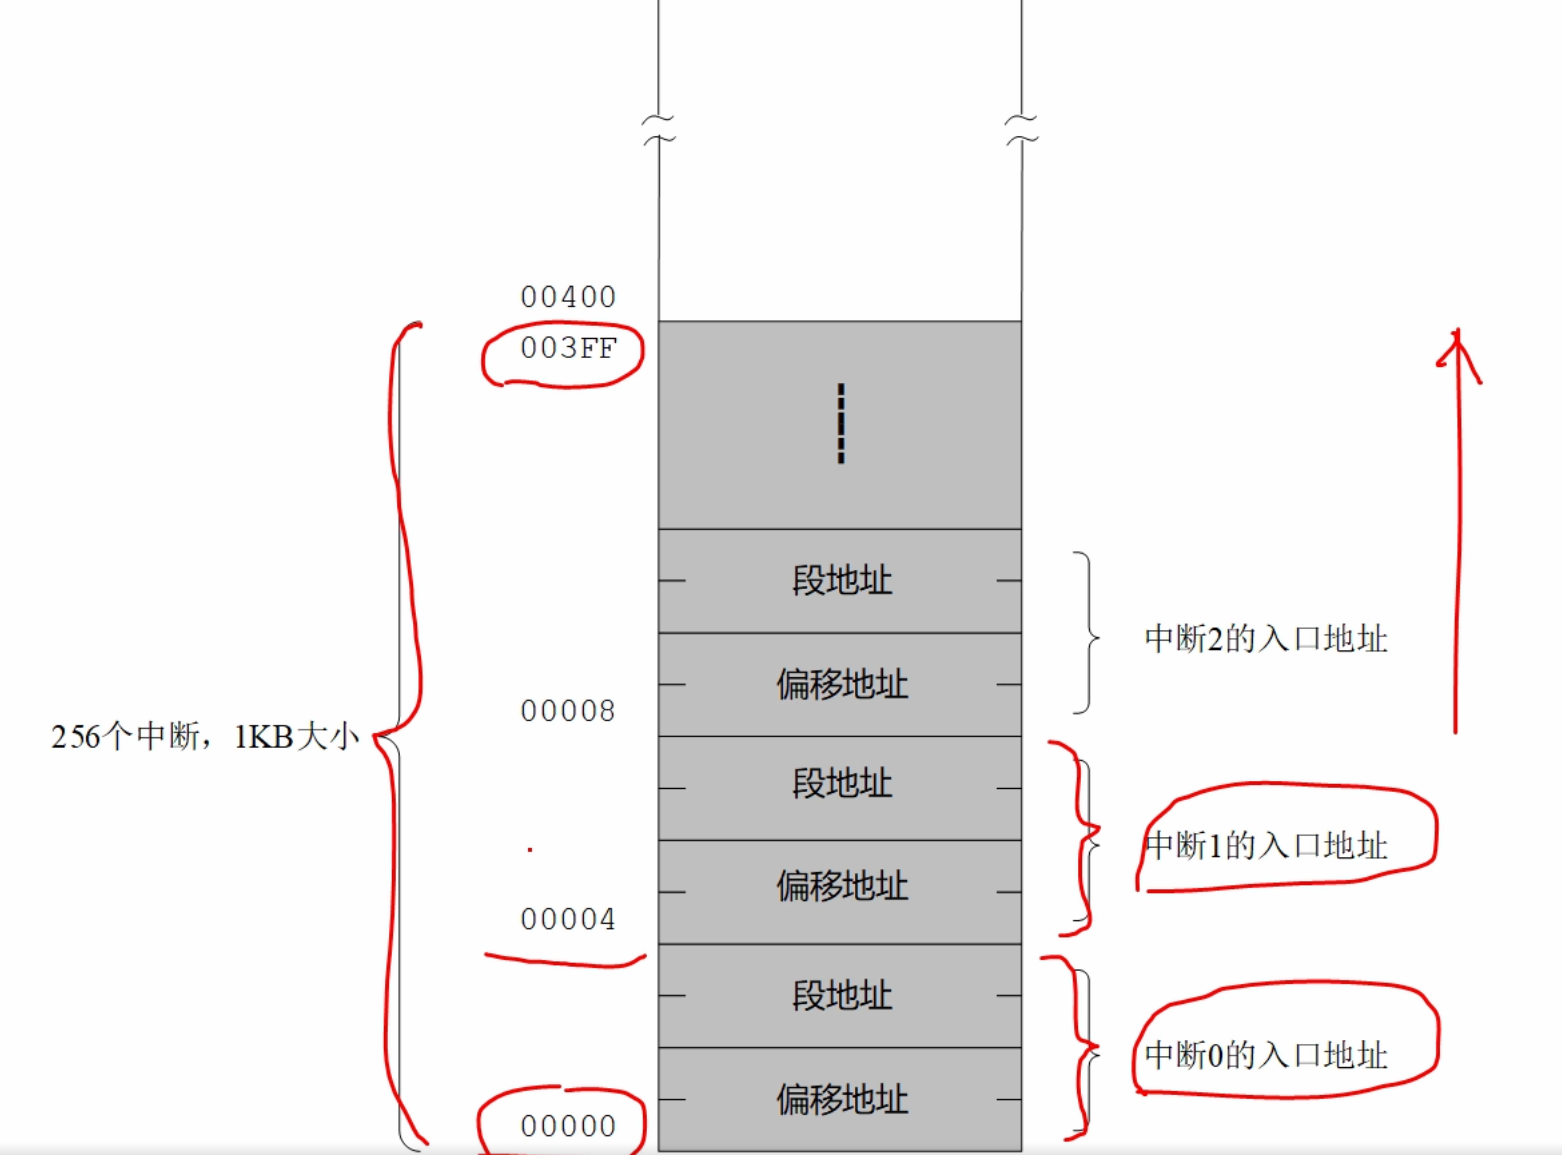 00400
003FF
段地址
中断2的入口地址
偏移地址
00008
256个中断，1KB大小
段地址
中断1的入口地址
偏移地址
00004
段地址
中断0的入口地址
偏移地址
00000